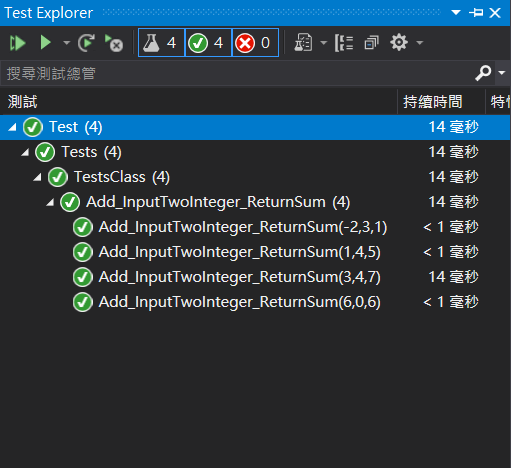 Test Explorer
4 4 0
搜尋測試總管
測試 持續時間
Test (4) 14 毫秒
Tests (4) 14 毫秒
TestsClass (4) 14 毫秒
Add_InputTwoInteger_ReturnSum (4) 14 毫秒
Add_InputTwoInteger_ReturnSum(-2,3,1) < 1 毫秒
Add_InputTwoInteger_ReturnSum(1,4,5) < 1 毫秒
Add_InputTwoInteger_ReturnSum(3,4,7) 14 毫秒
Add_InputTwoInteger_ReturnSum(6,0,6) < 1 毫秒